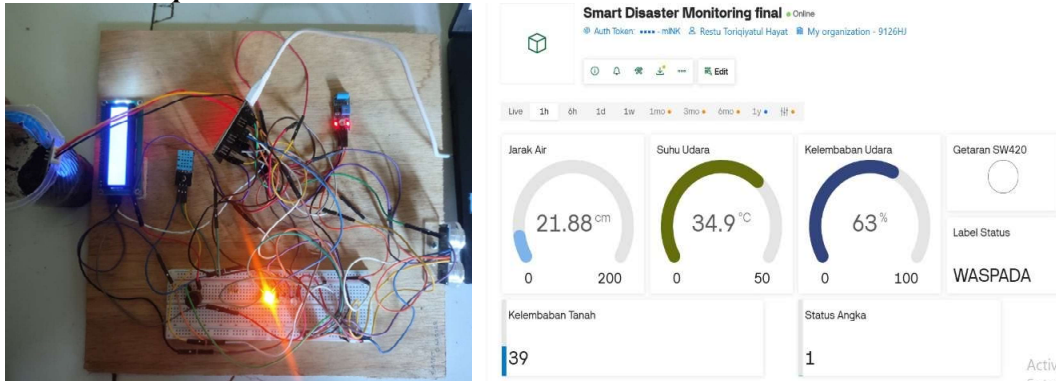 Smart Disaster Monitoring final Online
Auth Token: •••• - mINK Restu Toriqiyatul Hayat My organization - 9126HJ
Edit
Live 1h 6h 1d 1w 1mo 3mo 6mo 1y
Jarak Air
21.88 cm
0 200
Suhu Udara
34.9 °C
0 50
Kelembaban Udara
63 %
0 100
Getaran SW420
Label Status
WASPADA
Kelembaban Tanah
39
Status Angka
1